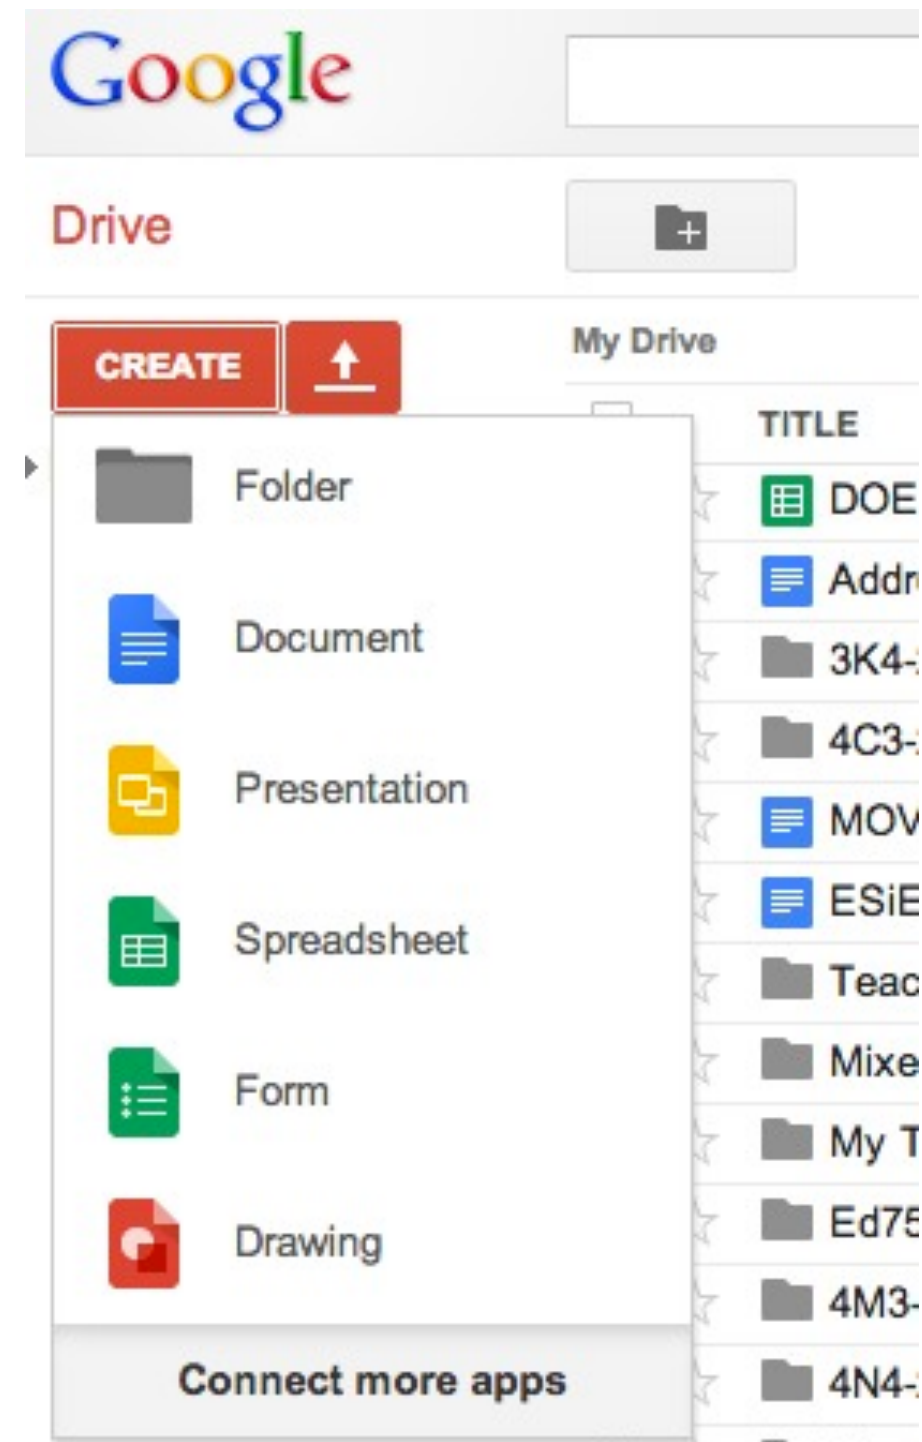 Google
Drive
CREATE
My Drive
TITLE
Folder
Document
Presentation
Spreadsheet
Form
Drawing
Connect more apps
DOE
Addr
3K4-
4C3-
MOV
ESiE
Teac
Mixe
My T
Ed75
4M3-
4N4-